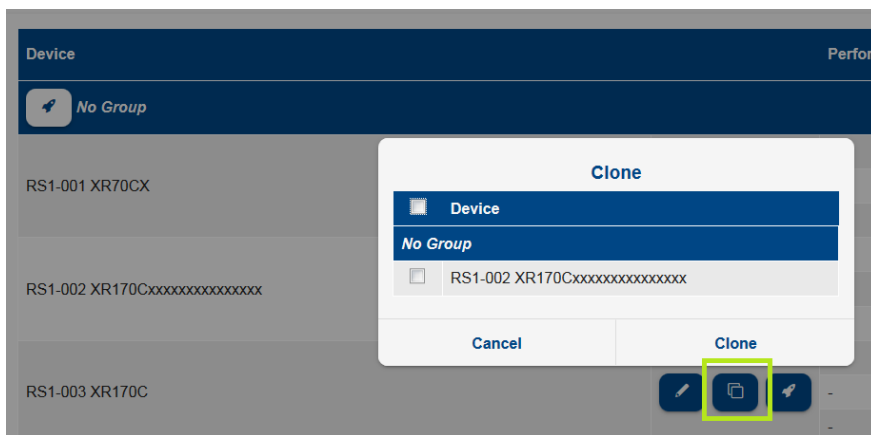 Device
Perfor
No Group
RS1-001 XR70CX
Clone
Device
No Group
RS1-002 XR170Cxxxxxxxxxxxxxxx
RS1-002 XR170Cxxxxxxxxxxxxxxx
Cancel
Clone
RS1-003 XR170C
-
-